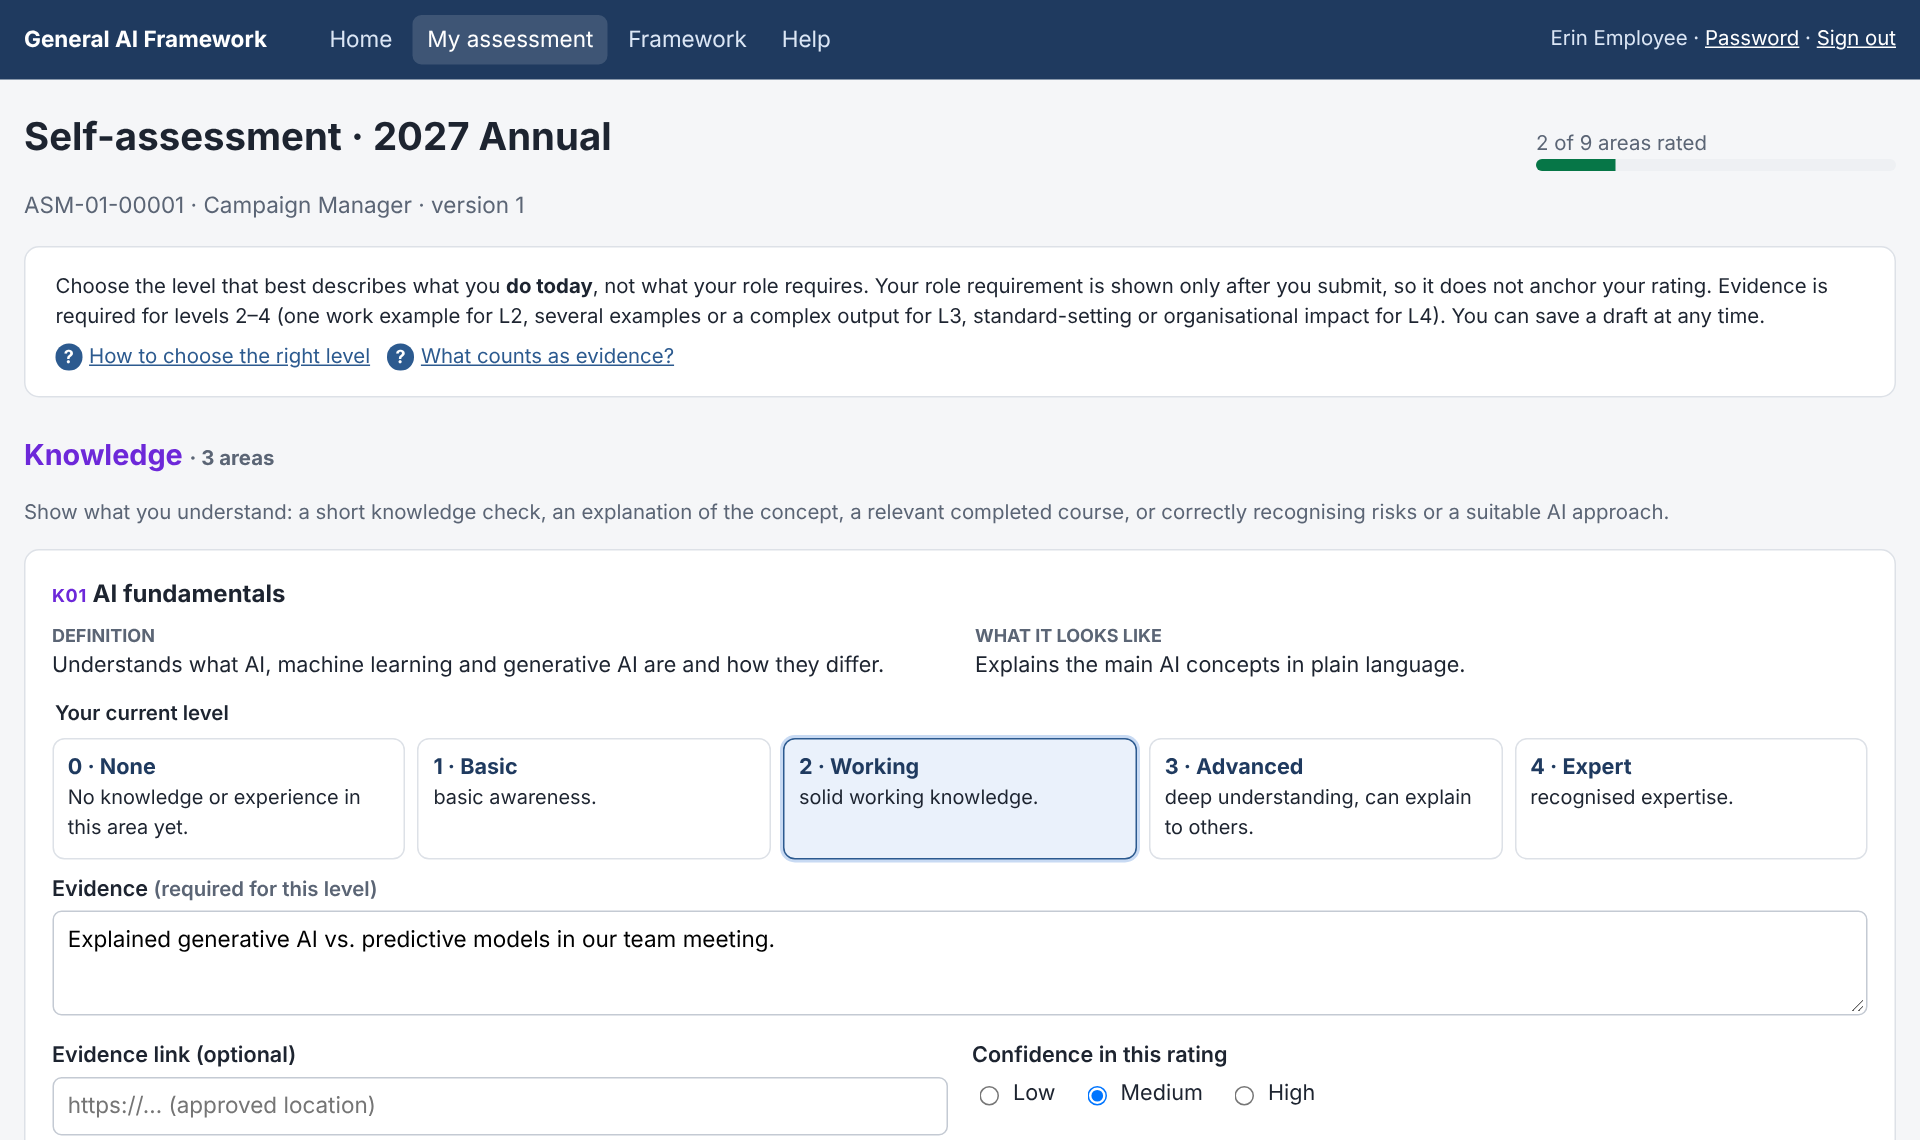 General AI Framework Home My assessment Framework Help Erin Employee · Password · Sign out
Self-assessment · 2027 Annual
2 of 9 areas rated
ASM-01-00001 · Campaign Manager · version 1
Choose the level that best describes what you do today, not what your role requires. Your role requirement is shown only after you submit, so it does not anchor your rating. Evidence is
required for levels 2–4 (one work example for L2, several examples or a complex output for L3, standard-setting or organisational impact for L4). You can save a draft at any time.
? How to choose the right level ? What counts as evidence?
Knowledge · 3 areas
Show what you understand: a short knowledge check, an explanation of the concept, a relevant completed course, or correctly recognising risks or a suitable AI approach.
K01 AI fundamentals
DEFINITION
Understands what AI, machine learning and generative AI are and how they differ.
WHAT IT LOOKS LIKE
Explains the main AI concepts in plain language.
Your current level
0 · None
No knowledge or experience in
this area yet.
1 · Basic
basic awareness.
2 · Working
solid working knowledge.
3 · Advanced
deep understanding, can explain
to others.
4 · Expert
recognised expertise.
Evidence (required for this level)
Explained generative AI vs. predictive models in our team meeting.
Evidence link (optional)
https://... (approved location)
Confidence in this rating
Low Medium High